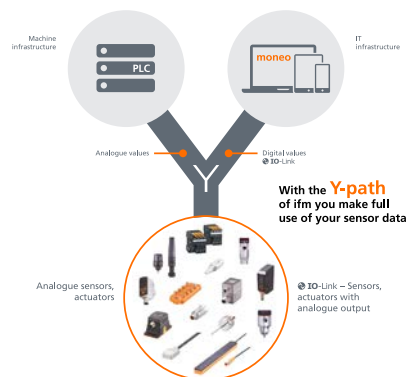 Machine
infrastructure
IT
infrastructure
PLC
moneo
Analogue values
Digital values
IO-Link
Y
With the Y-path
of ifm you make full
use of your sensor data
Analogue sensors,
actuators
IO-Link – Sensors,
actuators with
analogue output